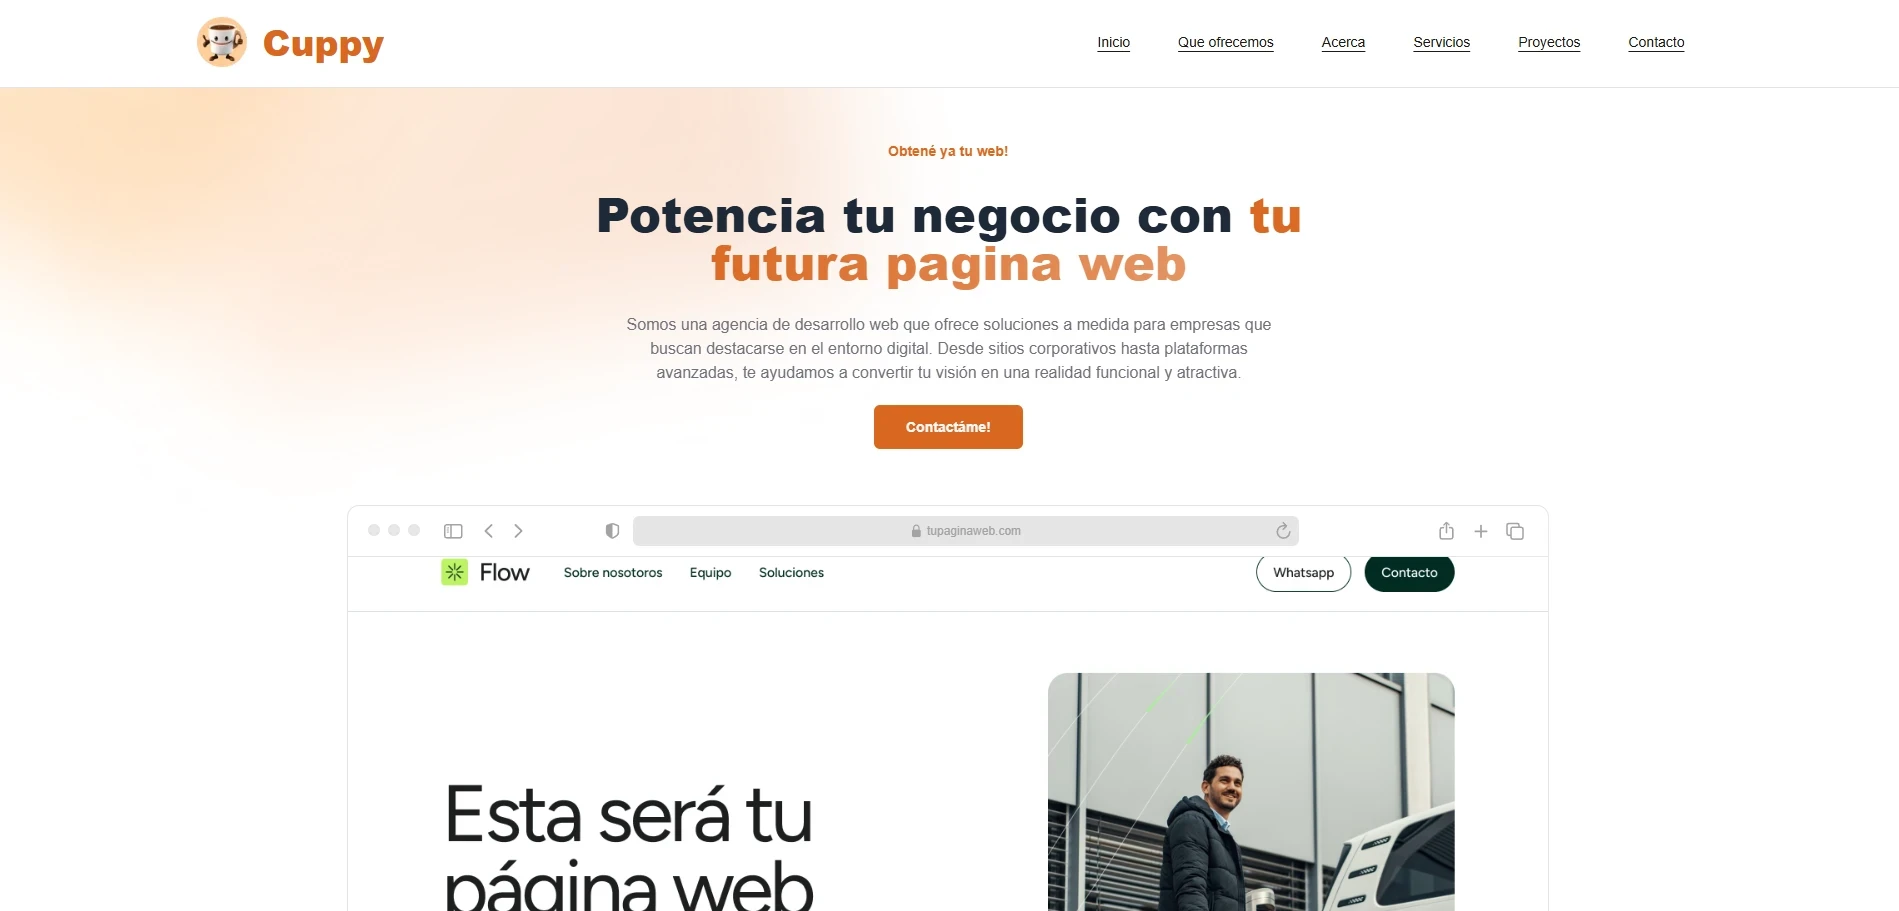 Cuppy
Inicio Que ofrecemos Acerca Servicios Proyectos Contacto
Obtené ya tu web!
Potencia tu negocio con tu
futura pagina web
Somos una agencia de desarrollo web que ofrece soluciones a medida para empresas que
buscan destacarse en el entorno digital. Desde sitios corporativos hasta plataformas
avanzadas, te ayudamos a convertir tu visión en una realidad funcional y atractiva.
Contactáme!
tupaginaweb.com
Flow Sobre nosotoros Equipo Soluciones Whatsapp Contacto
Esta será tu
página web